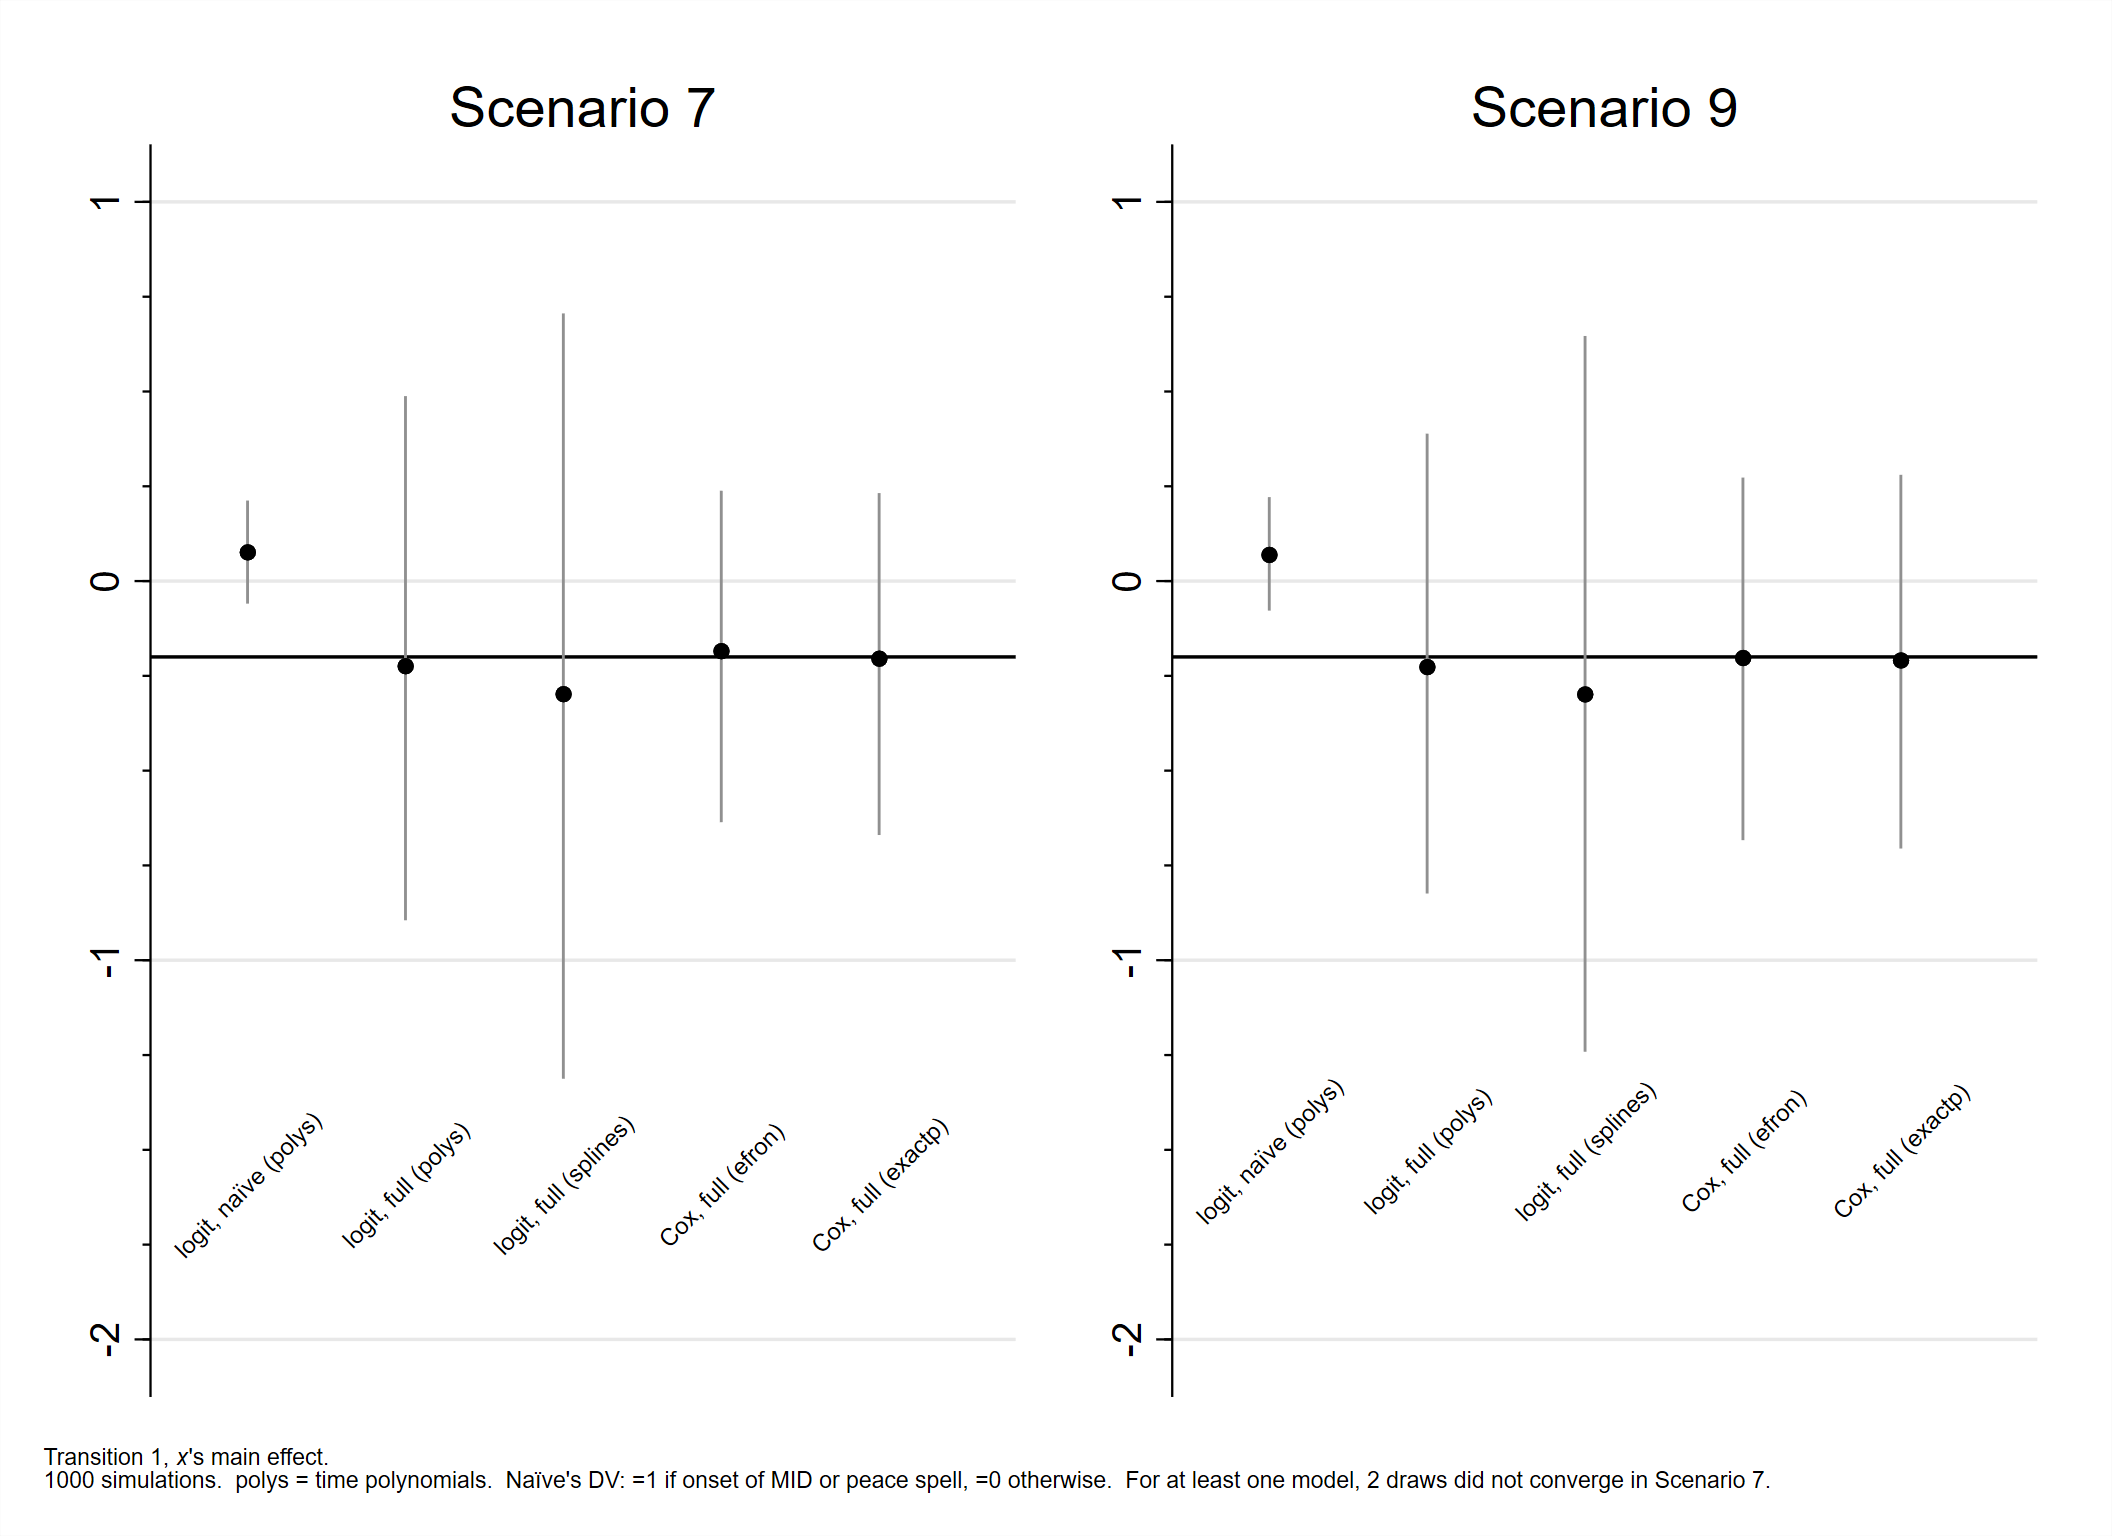 Scenario 7
1
0
-1
-2
logit, naïve (polys)
logit, full (polys)
logit, full (splines)
Cox, full (efron)
Cox, full (exactp)
Scenario 9
1
0
-1
-2
logit, naïve (polys)
logit, full (polys)
logit, full (splines)
Cox, full (efron)
Cox, full (exactp)
Transition 1, x's main effect.
1000 simulations.  polys = time polynomials.  Naïve's DV: =1 if onset of MID or peace spell, =0 otherwise.  For at least one model, 2 draws did not converge in Scenario 7.